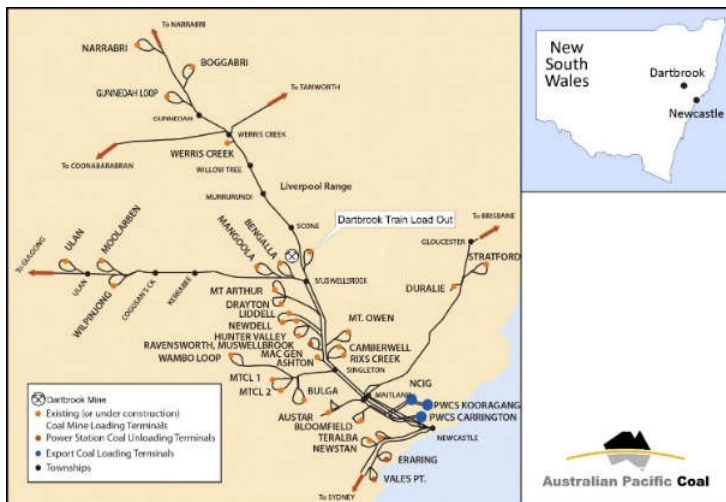 To NARRABRI
NARRABRI
BOGGABRI
GUNNEDAH LOOP
To TAMWORTH
GUNNEDAH
WERRIS CREEK
WERRIS CREEK
To COONABARABRAN
WILLOW TREE
Liverpool Range
MURRURUNDI
SCONE
Dartbrook Train Load Out
To BRISBANE
GLOUCESTER
STRATFORD
DURALIE
BENGALLA
MANGOOLA
MUSWELLBROOK
MOOLARBEN
ULAN
To GULGONG
ULAN
WILPINJONG
COGGAN'S CK
KERRABEE
MT ARTHUR
DRAYTON
LIDDELL
NEWDELL
HUNTER VALLEY
RAVENSWORTH, MUSWELLBROOK
MAC GEN
ASHTON
WAMBO LOOP
MT. OWEN
CAMBERWELL
RIXS CREEK
SINGLETON
MTCL 1
MTCL 2
BULGA
NCIG
MAITLAND
PWCS KOORAGANG
PWCS CARRINGTON
AUSTAR
BLOOMFIELD
NEWCASTLE
TERALBA
NEWSTAN
ERARING
VALES PT.
To SYDNEY
Dartbrook Mine
Existing (or under construction)
Coal Mine Loading Terminals
Power Station Coal Unloading Terminals
Export Coal Loading Terminals
Townships
New
South
Wales
Dartbrook
Newcastle
Australian Pacific Coal